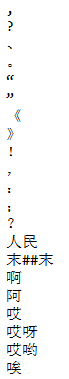 ,
?
、
。
“
”
《
》
！
，
：
；
？
人民
末##末
啊
阿
哎
哎呀
哎哟
唉